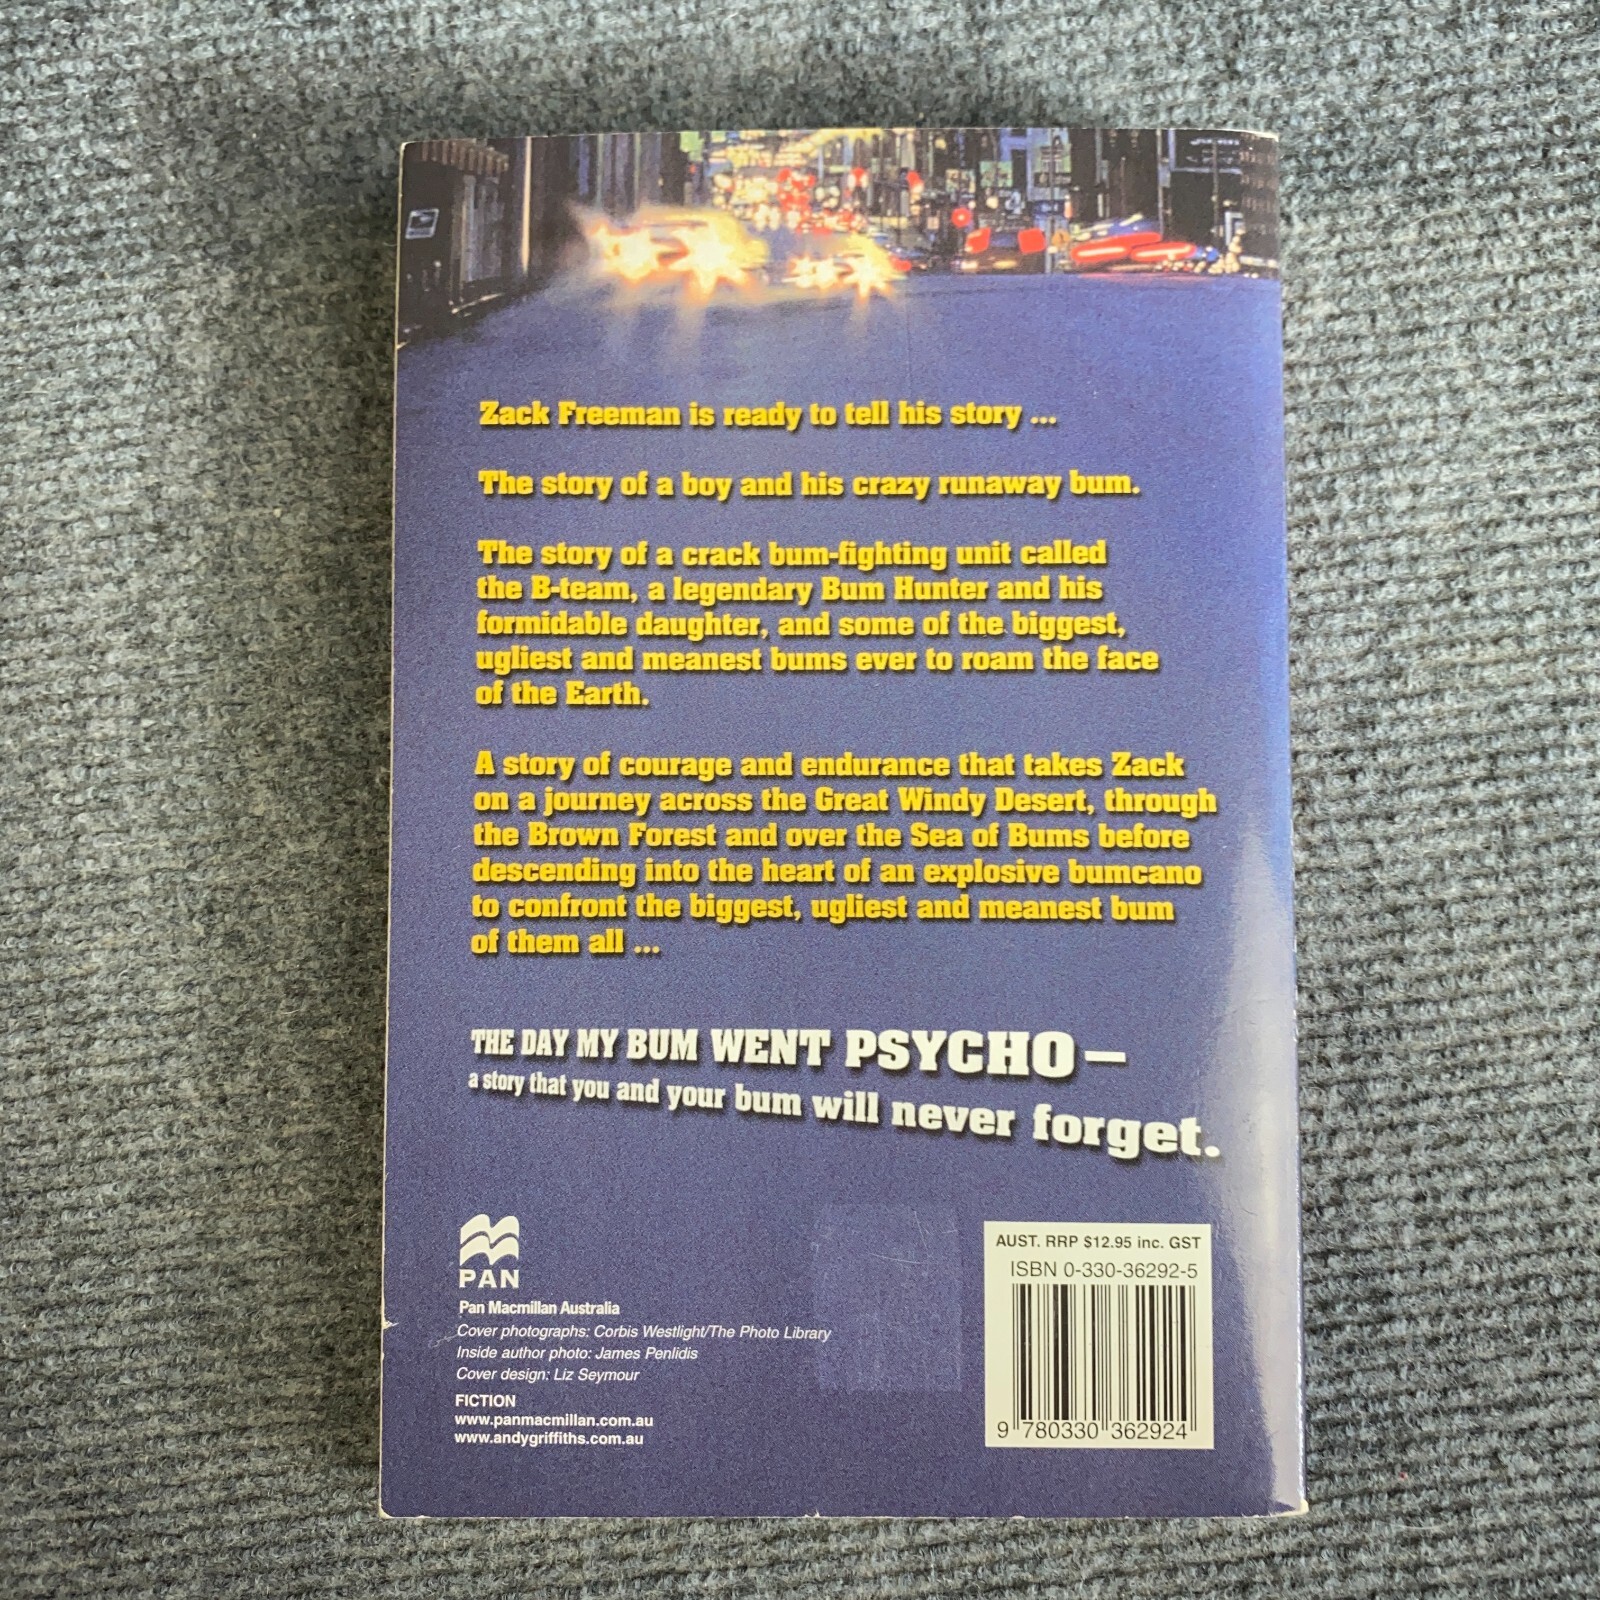 Zack Freeman is ready to tell his story ...
The story of a boy and his crazy runaway bum.
The story of a crack bum-fighting unit called
the B-team, a legendary Bum Hunter and his
formidable daughter, and some of the biggest,
ugliest and meanest bums ever to roam the face
of the Earth.
A story of courage and endurance that takes Zack
on a journey across the Great Windy Desert, through
the Brown Forest and over the Sea of Bums before
descending into the heart of an explosive bumcano
to confront the biggest, ugliest and meanest bum
of them all ...
THE DAY MY BUM WENT PSYCHO –
a story that you and your bum will never forget.
PAN
Pan Macmillan Australia
Cover photographs: Corbis Westlight/The Photo Library
Inside author photo: James Penlidis
Cover design: Liz Seymour
FICTION
www.panmacmillan.com.au
www.andygriffiths.com.au
AUST. RRP $12.95 inc. GST
ISBN 0-330-36292-5
9 780330 362924